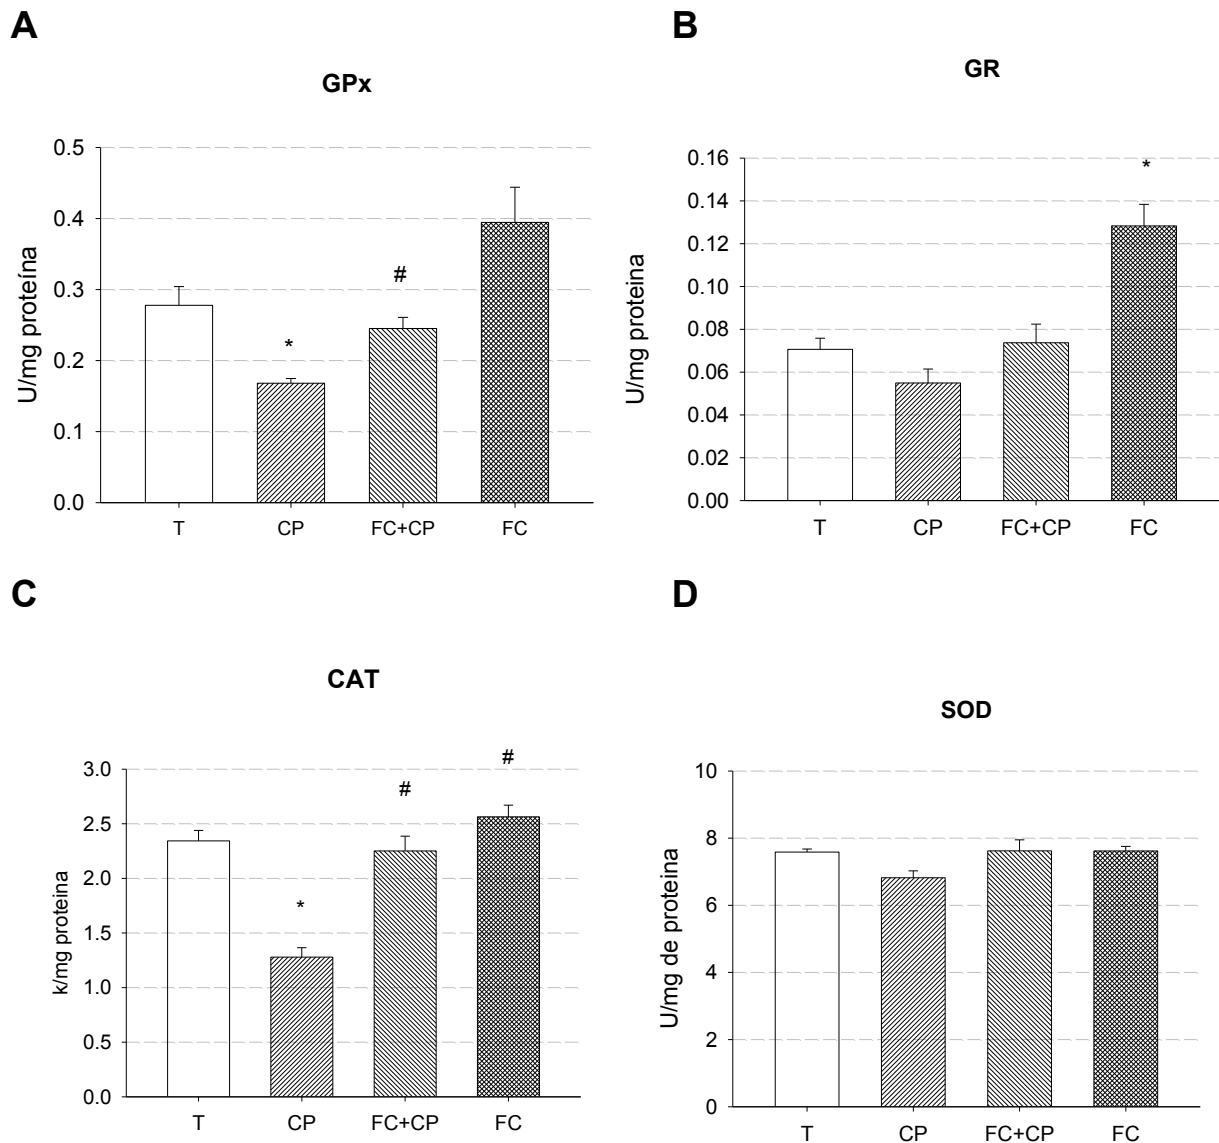 A
GPx
U/mg proteína
0.5
0.4
0.3
0.2
0.1
0.0
*
#
T CP FC+CP FC
B
GR
U/mg proteina
0.16
0.14
0.12
0.10
0.08
0.06
0.04
0.02
0.00
*
T CP FC+CP FC
C
CAT
k/mg proteina
3.0
2.5
2.0
1.5
1.0
0.5
0.0
*
#
#
T CP FC+CP FC
D
SOD
U/mg de proteina
10
8
6
4
2
0
T CP FC+CP FC